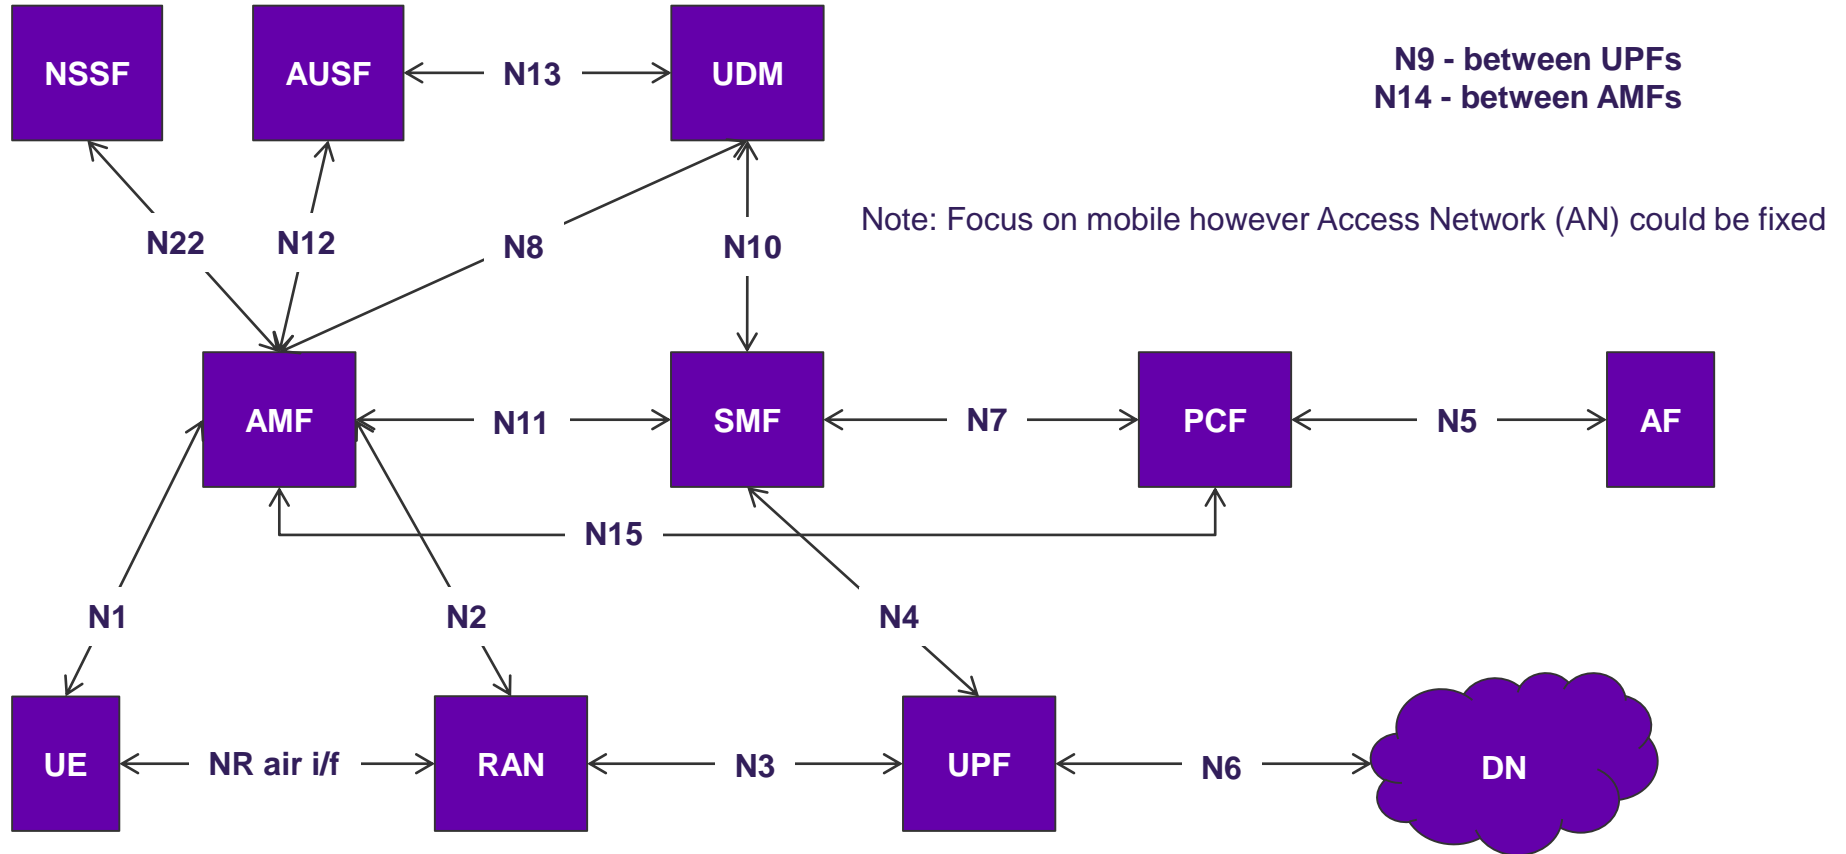 NSSF
AUSF
N13
UDM
N9 - between UPFs
N14 - between AMFs
Note: Focus on mobile however Access Network (AN) could be fixed
N22
N12
N8
N10
AMF
N11
SMF
N7
PCF
N5
AF
N15
N1
N2
N4
UE
NR air i/f
RAN
N3
UPF
N6
DN